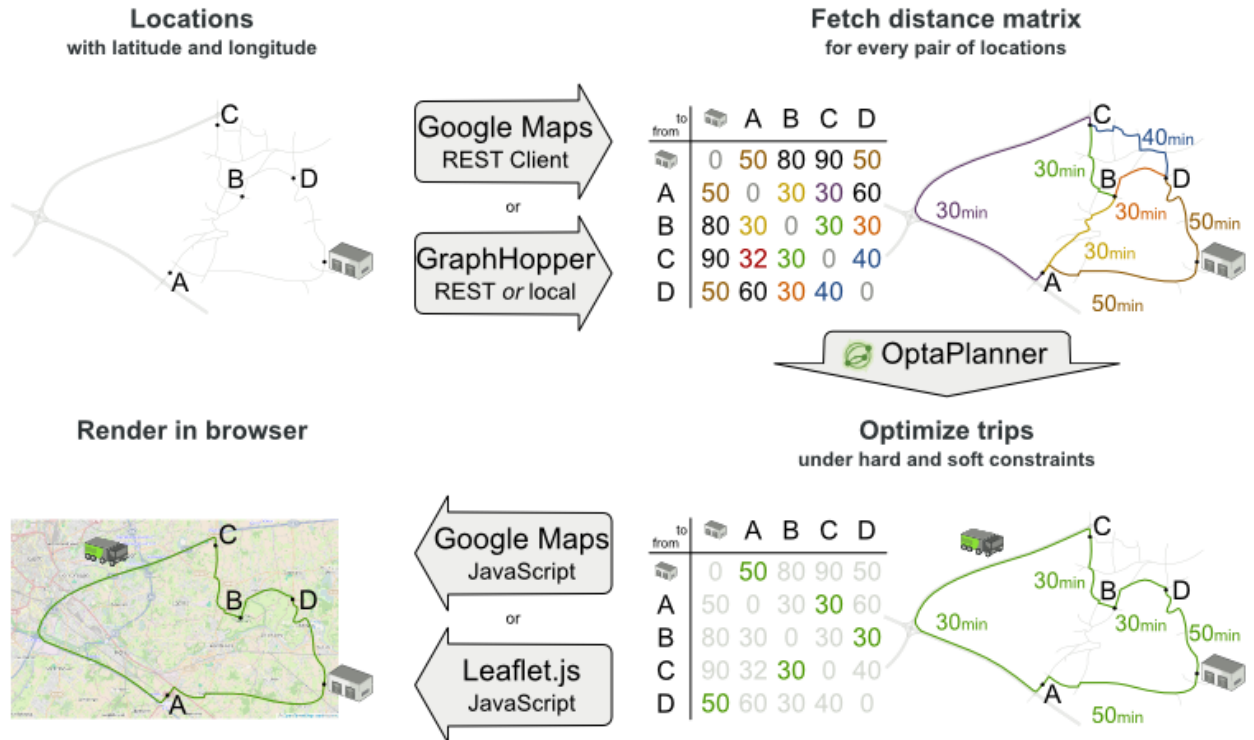 Locations
with latitude and longitude
C
B
D
A
Google Maps
REST Client
or
GraphHopper
REST or local
Fetch distance matrix
for every pair of locations
to
from
A B C D
0 50 80 90 50
A 50 0 30 30 60
B 80 30 0 30 30
C 90 32 30 0 40
D 50 60 30 40 0
C
40min
30min
D
B
30min
30min
50min
30min
A
50min
OptaPlanner
Optimize trips
under hard and soft constraints
to
from
A B C D
0 50 80 90 50
A 50 0 30 30 60
B 80 30 0 30 30
C 90 32 30 0 40
D 50 60 30 40 0
C
30min
D
B
30min
30min
50min
A
50min
Google Maps
JavaScript
or
Leaflet.js
JavaScript
Render in browser
C
B
D
A